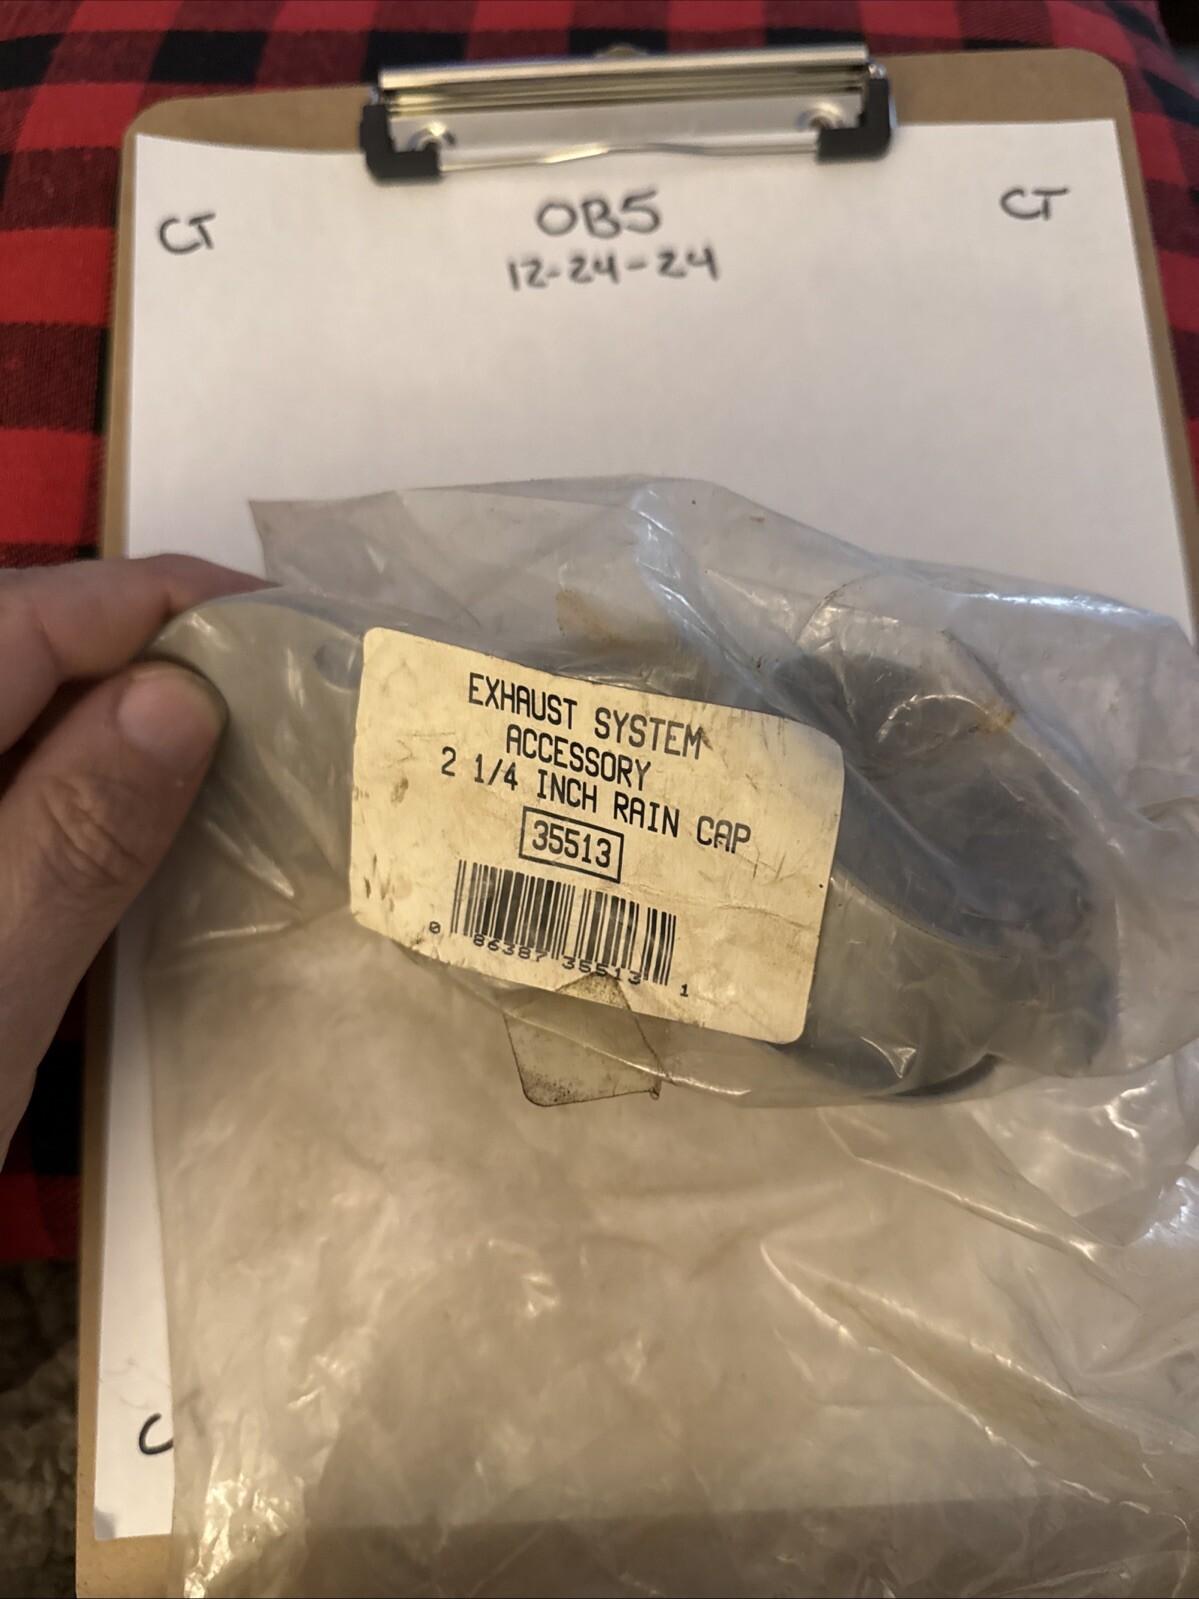 CT OB5 CT
12-24-24
EXHAUST SYSTEM
ACCESSORY
2 1/4 INCH RAIN CAP
35513
0 86387 35513 1
C